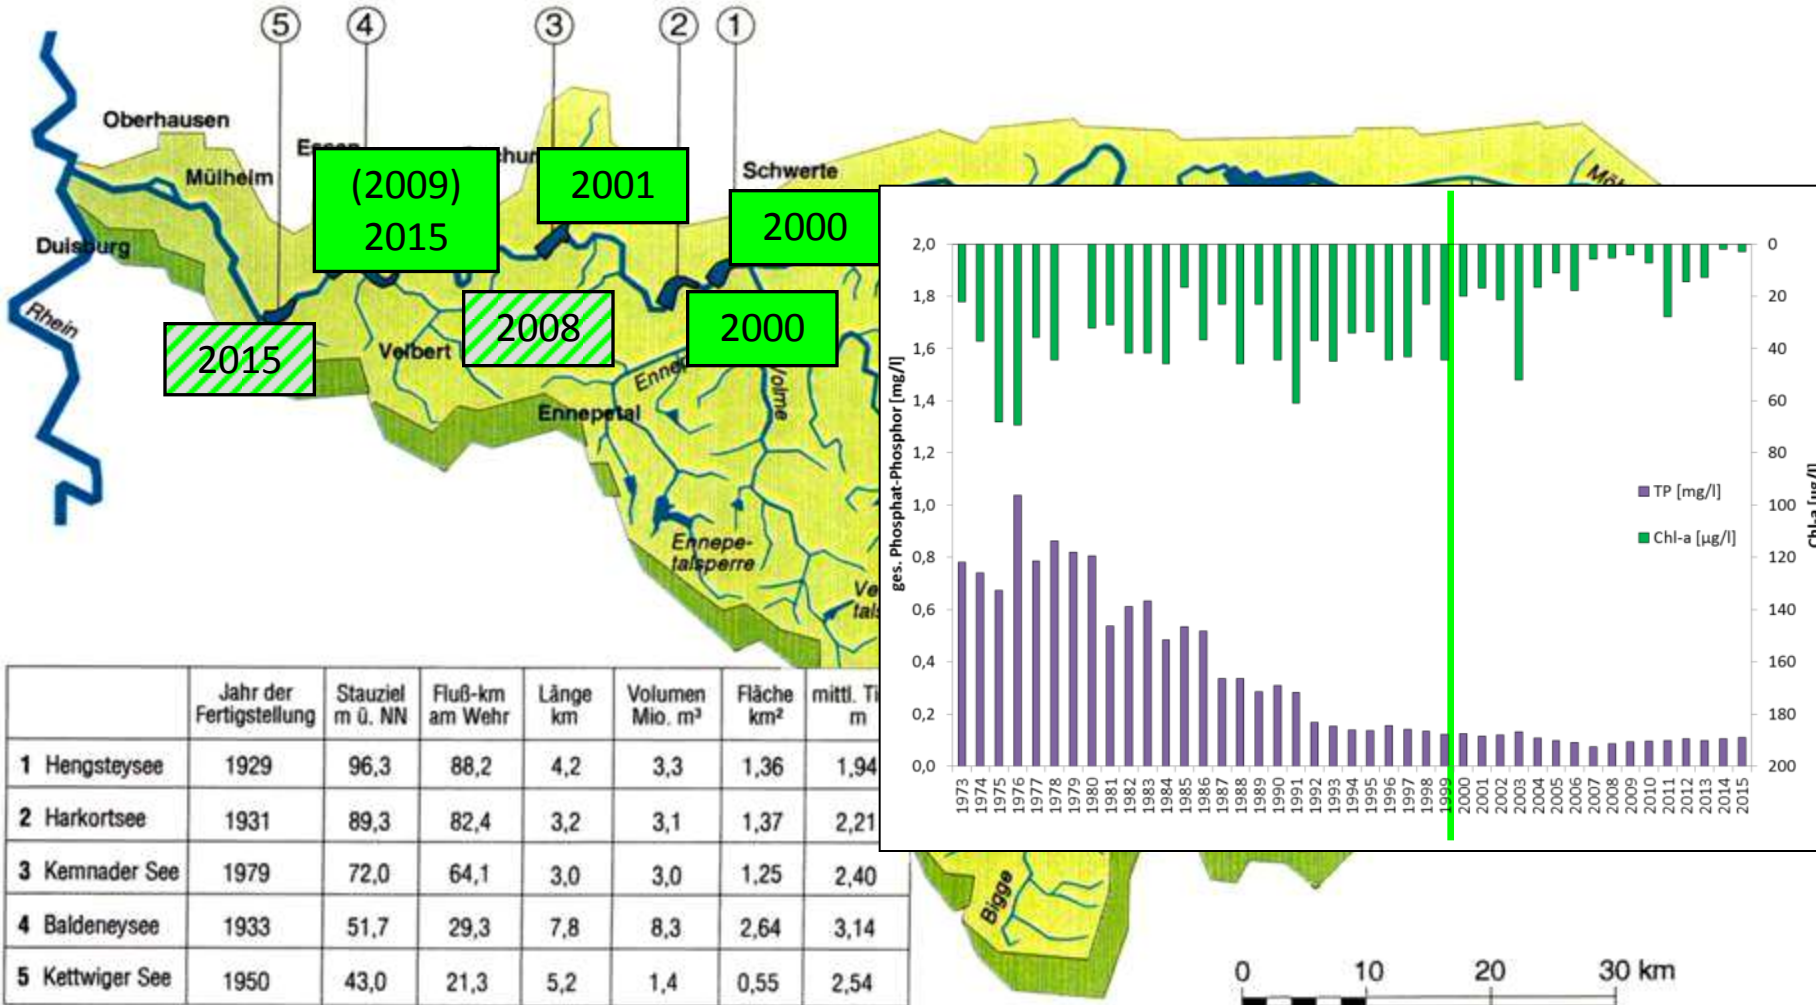 5 4 3 2 1
Oberhausen
Mülheim
Schwerte
Duisburg
Rhein
(2009)
2015
2001
2000
2015
2008
2000
Velbert
Ennepetal
Volme
Ennepe-
talsperre
Bigge
ges. Phosphat-Phosphor [mg/l]
2,0
1,8
1,6
1,4
1,2
1,0
0,8
0,6
0,4
0,2
0,0
0
20
40
60
80
100
120
140
160
180
200
Chl-a [µg/l]
TP [mg/l]
Chl-a [µg/l]
1973 1974 1975 1976 1977 1978 1979 1980 1981 1982 1983 1984 1985 1986 1987 1988 1989 1990 1991 1992 1993 1994 1995 1996 1997 1998 1999 2000 2001 2002 2003 2004 2005 2006 2007 2008 2009 2010 2011 2012 2013 2014 2015
Jahr der Fertigstellung Stauziel m ü. NN Fluß-km am Wehr Länge km Volumen Mio. m³ Fläche km² mittl. Ti m
1 Hengsteysee 1929 96,3 88,2 4,2 3,3 1,36 1,94
2 Harkortsee 1931 89,3 82,4 3,2 3,1 1,37 2,21
3 Kemnader See 1979 72,0 64,1 3,0 3,0 1,25 2,40
4 Baldeneysee 1933 51,7 29,3 7,8 8,3 2,64 3,14
5 Kettwiger See 1950 43,0 21,3 5,2 1,4 0,55 2,54
0 10 20 30 km